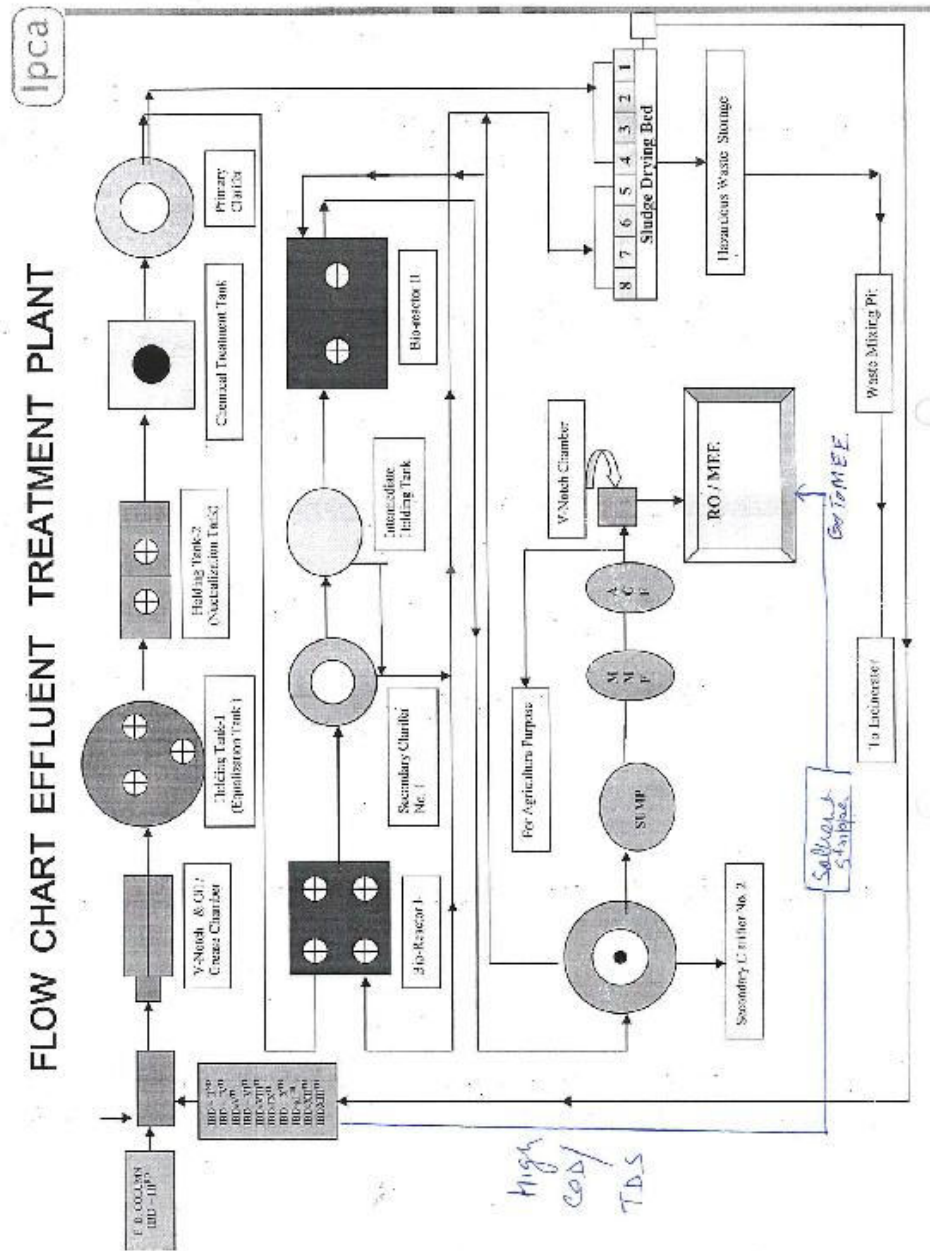 Ipca
FLOW CHART EFFLUENT TREATMENT PLANT
V-Notch & Oil /
Grease Chamber
Holding Tank-1
(Equalization Tank)
Holding Tank-2
(Neutralization Tank)
Chemical Treatment Tank
Primary
Clarifier
Bio-Reactor I
Secondary Clarifier
No. 1
Intermediate
Holding Tank
Bio-reactor II
High
COD/
T.D.S
For Agriculture Purpose
V-Notch Chamber
8 7 6 5 4 3 2 1
Sludge Drying Bed
SUMP
M
M
F
A
C
F
RO / MEE
Hazardous Waste Storage
Secondary Clarifier No. 2
Solvent
Stripper
To MEE
To Incinerator
Waste Mixing Pit